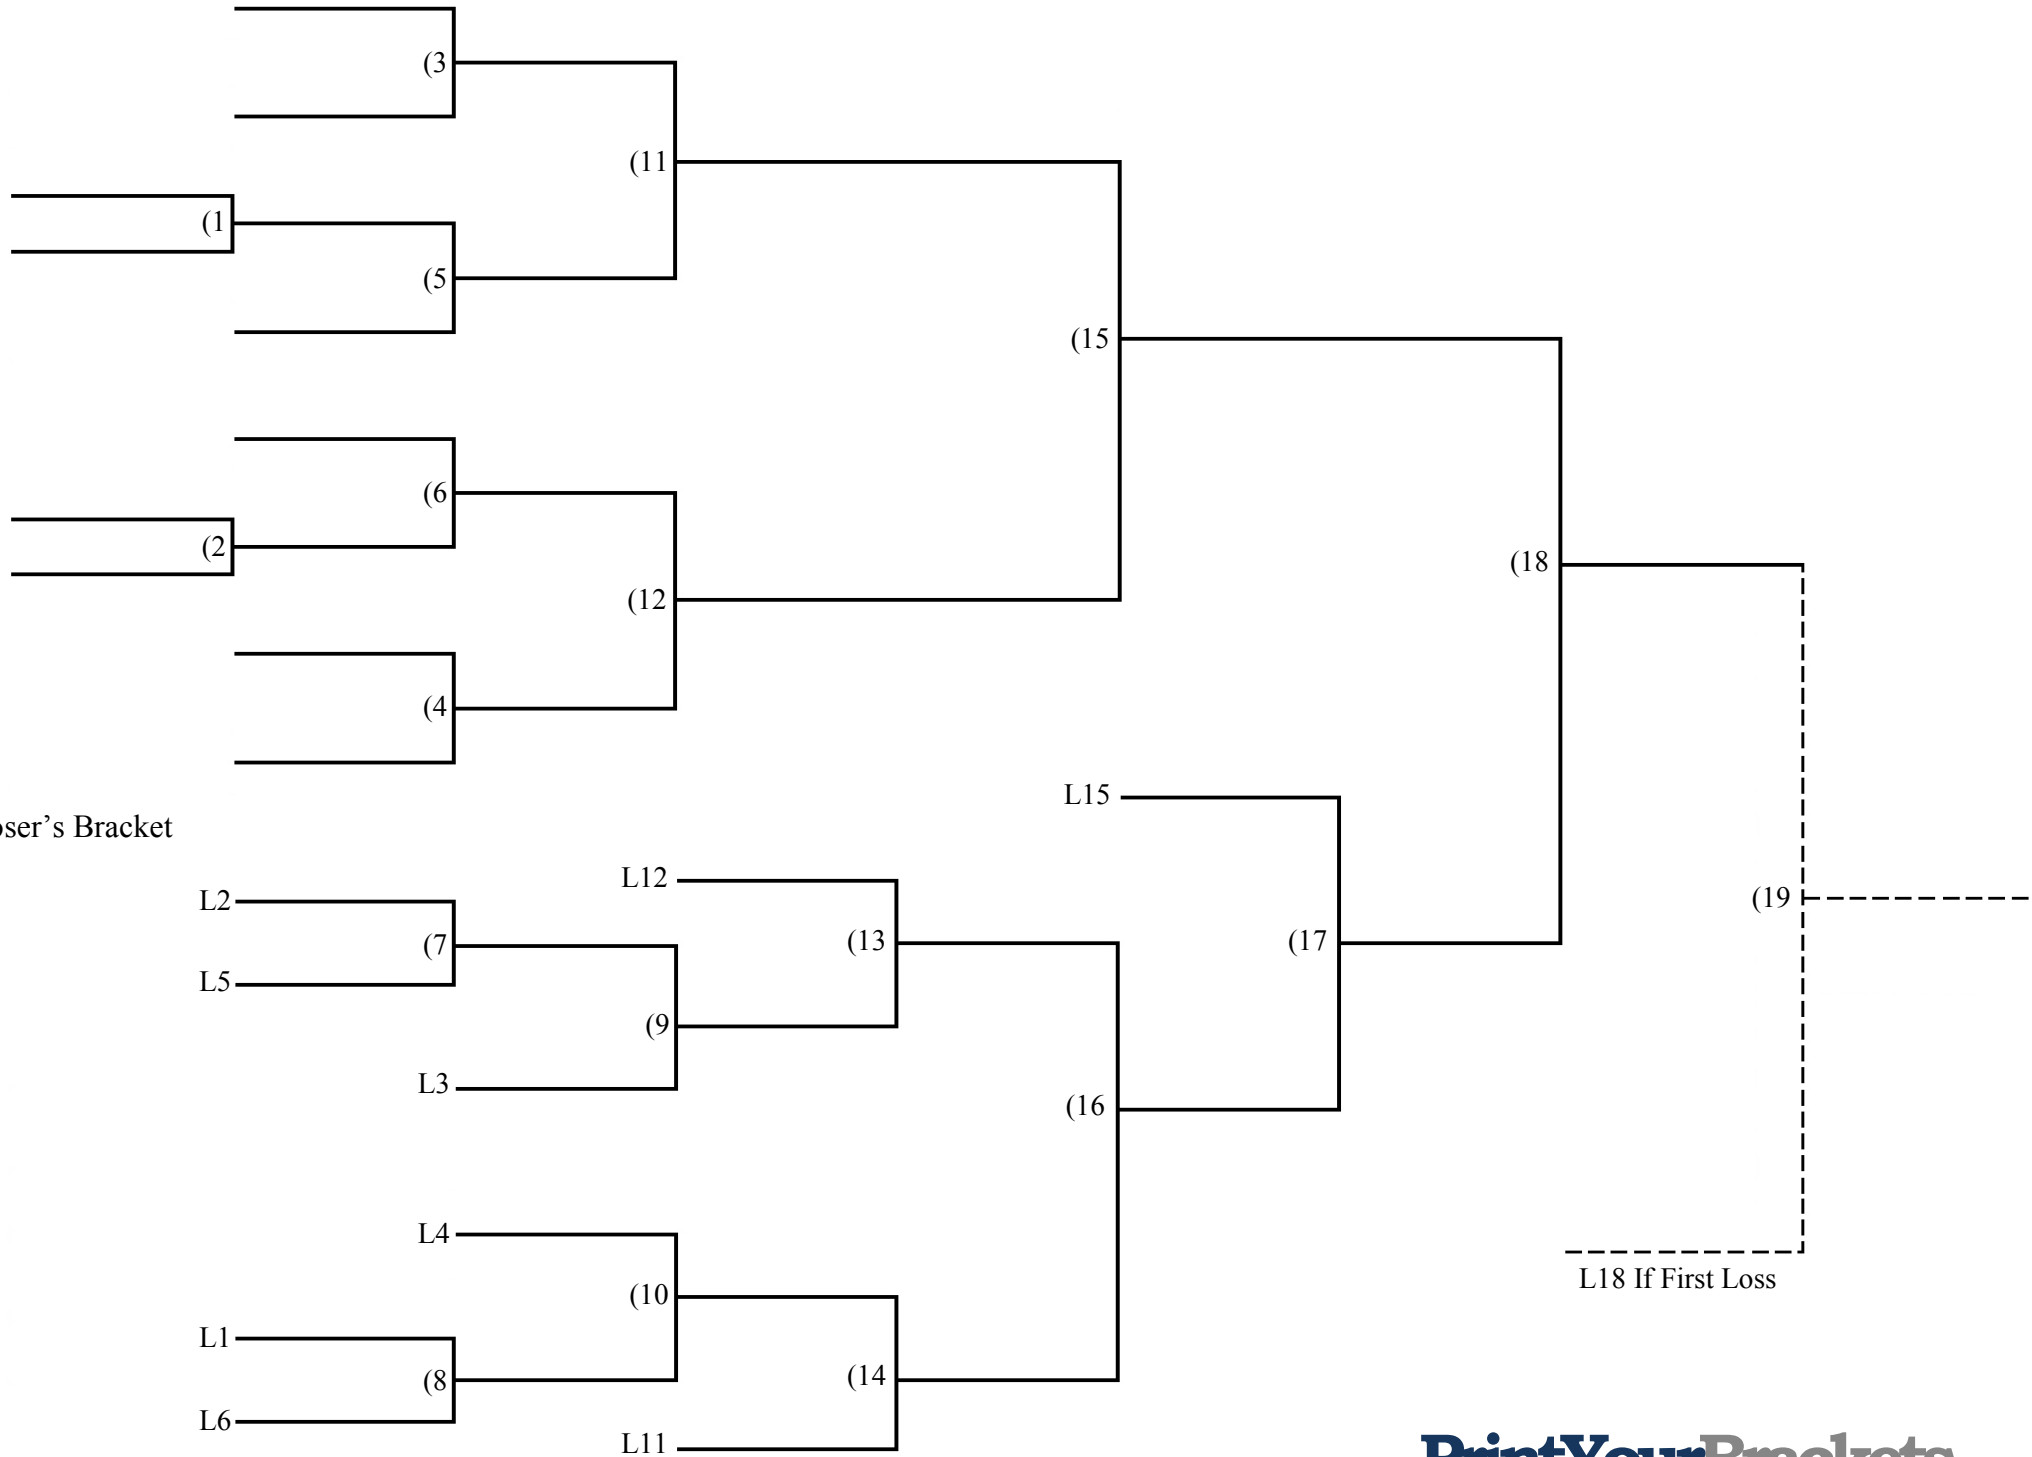 (3
(11
(1
(5
(15
(6
(2
(12
(18
(4
L15
oser’s Bracket
L12
L2
(7
(13
(17
(19
L5
(9
L3
(16
L4
L18 If First Loss
(10
L1
(8
(14
L6
L11
PrintYourBrackets